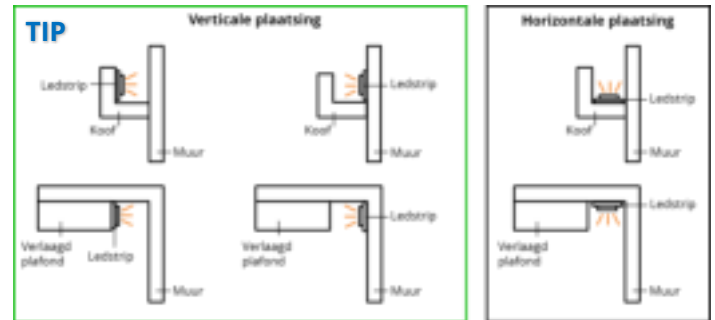 TIP
Verticale plaatsing
Ledstrip
Koof
Muur
Ledstrip
Koof
Muur
Verlaagd
plafond
Ledstrip
Muur
Verlaagd
plafond
Ledstrip
Muur
Horizontale plaatsing
Ledstrip
Koof
Muur
Ledstrip
Verlaagd
plafond
Muur